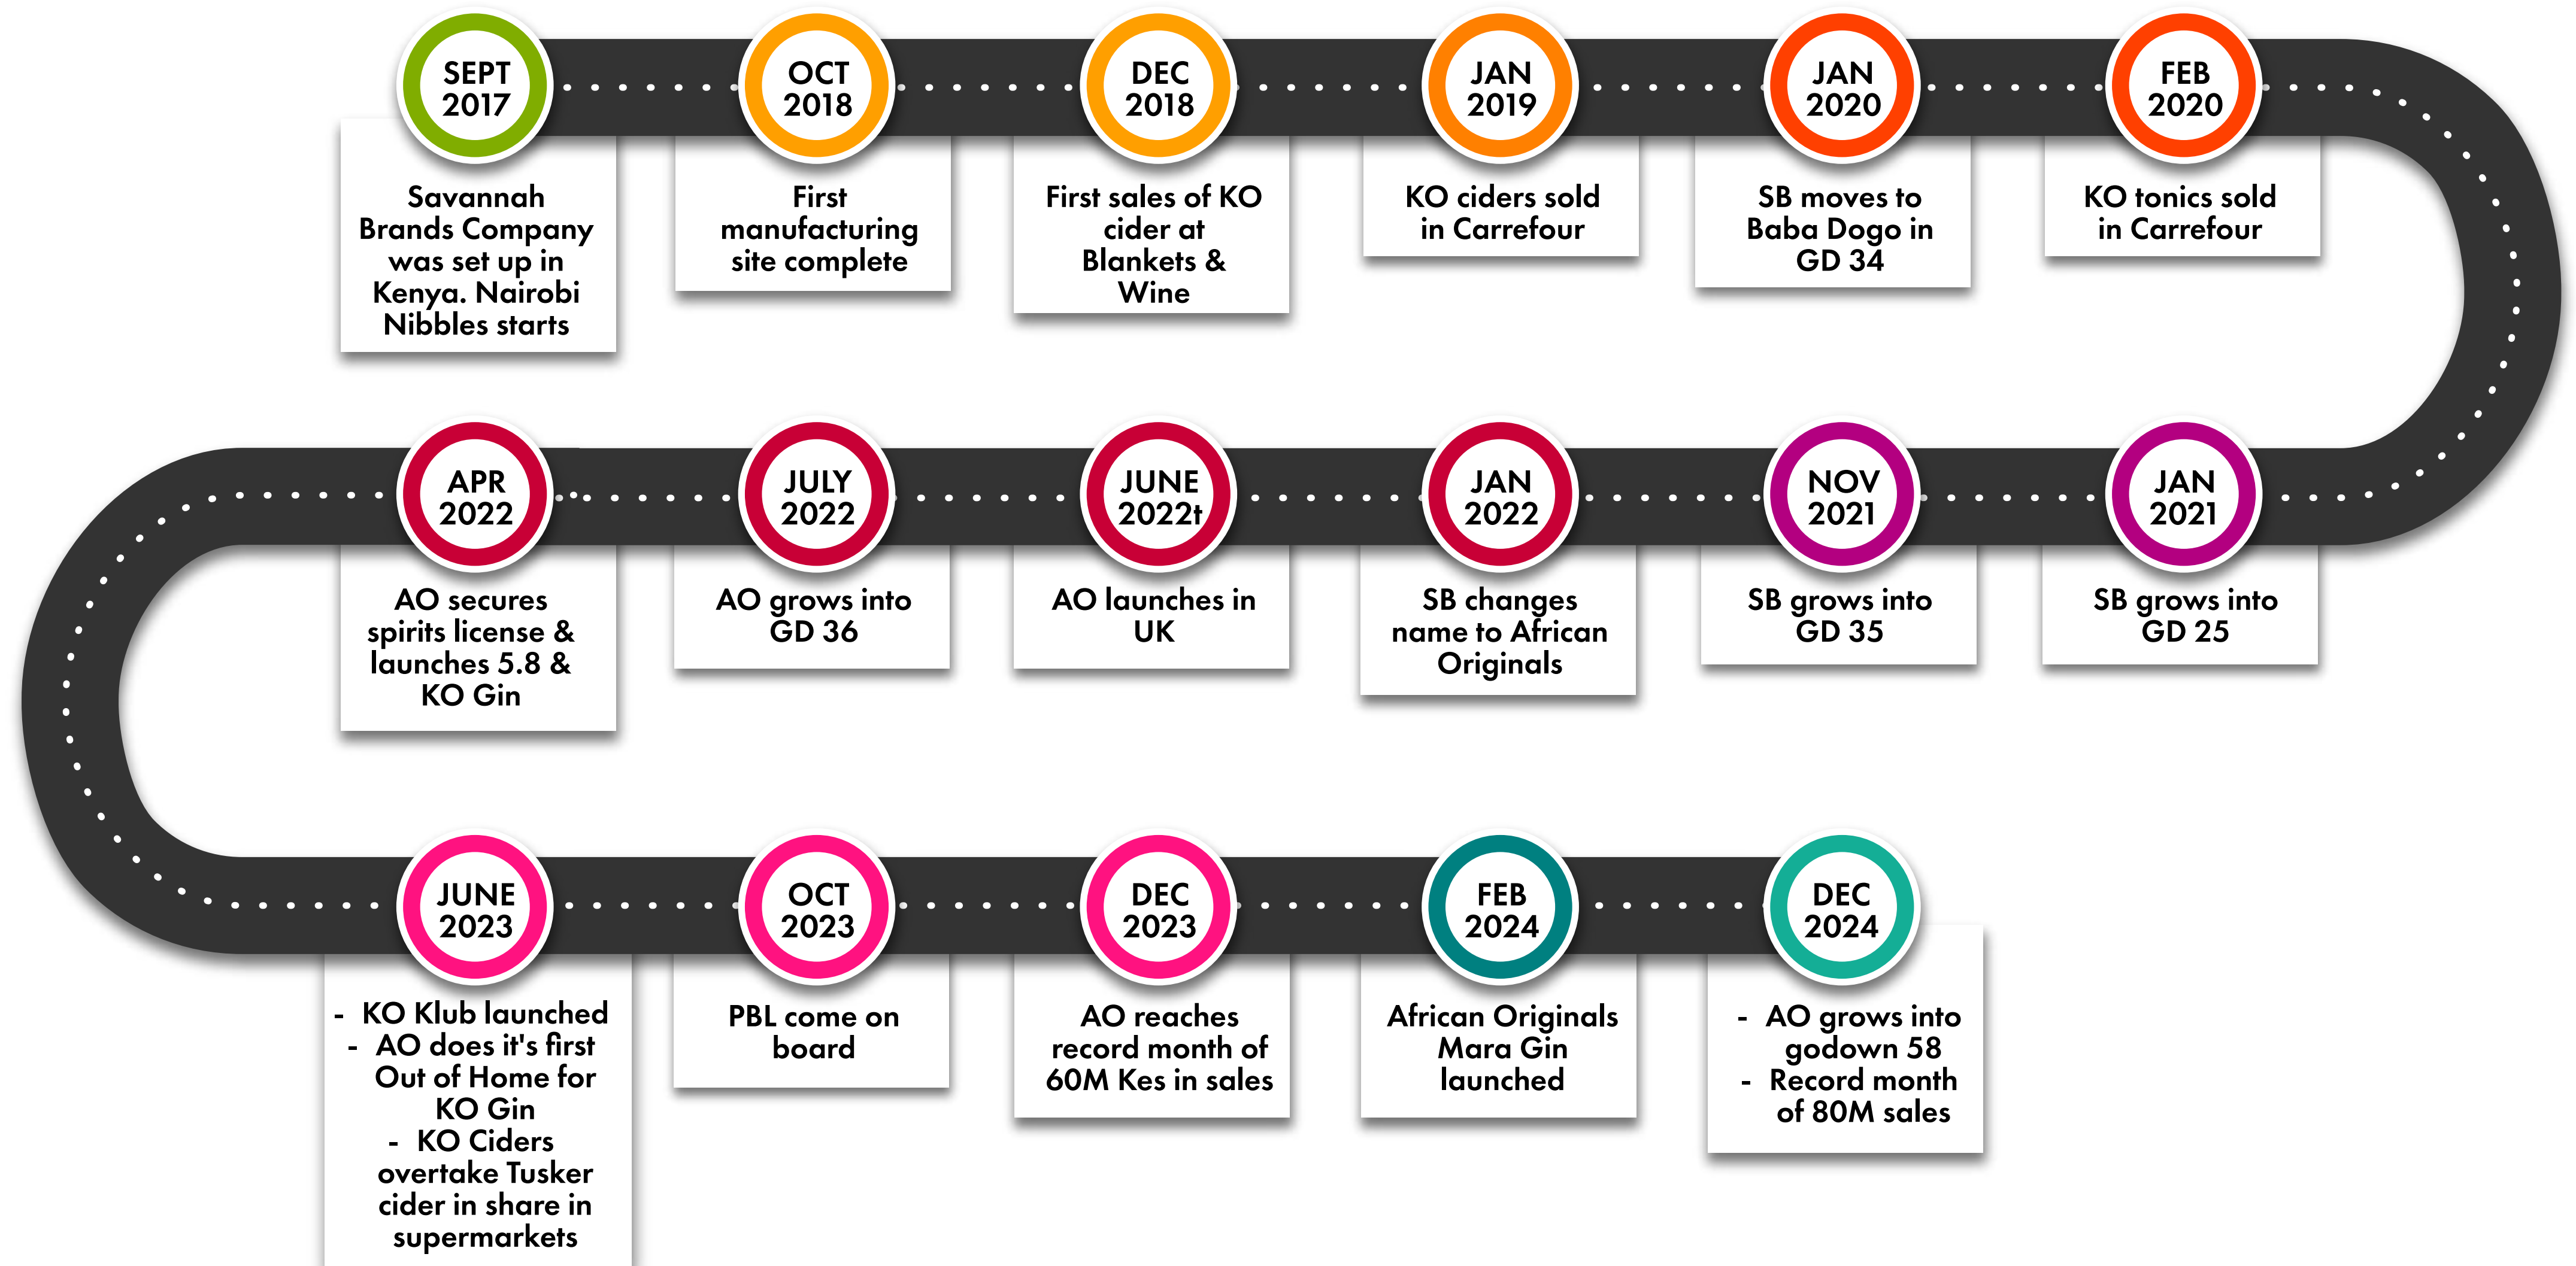 SEPT
2017
Savannah
Brands Company
was set up in
Kenya. Nairobi
Nibbles starts
OCT
2018
First
manufacturing
site complete
DEC
2018
First sales of KO
cider at
Blankets &
Wine
JAN
2019
KO ciders sold
in Carrefour
JAN
2020
SB moves to
Baba Dogo in
GD 34
FEB
2020
KO tonics sold
in Carrefour
JAN
2021
SB grows into
GD 25
NOV
2021
SB grows into
GD 35
JAN
2022
SB changes
name to African
Originals
JUNE
2022t
AO launches in
UK
JULY
2022
AO grows into
GD 36
APR
2022
AO secures
spirits license &
launches 5.8 &
KO Gin
JUNE
2023
- KO Klub launched
- AO does it's first
Out of Home for
KO Gin
- KO Ciders
overtake Tusker
cider in share in
supermarkets
OCT
2023
PBL come on
board
DEC
2023
AO reaches
record month of
60M Kes in sales
FEB
2024
African Originals
Mara Gin
launched
DEC
2024
- AO grows into
godown 58
- Record month
of 80M sales